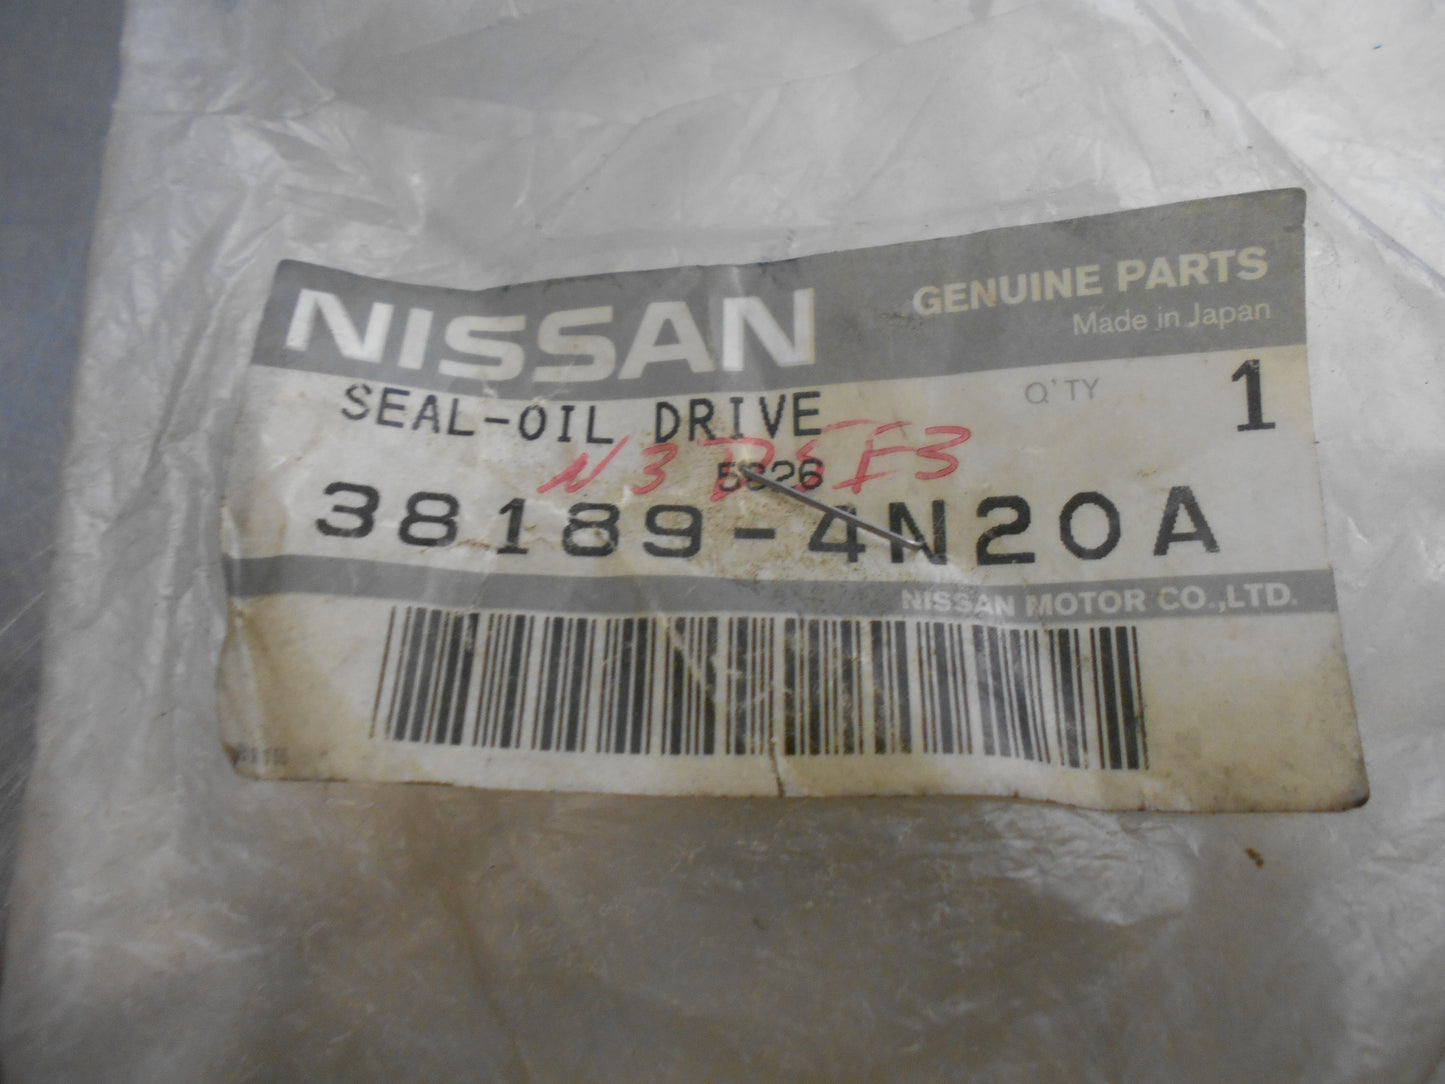 NISSAN
GENUINE PARTS
Made in Japan
SEAL-OIL DRIVE
Q'TY 1
38189-4N20A
NISSAN MOTOR CO.,LTD.